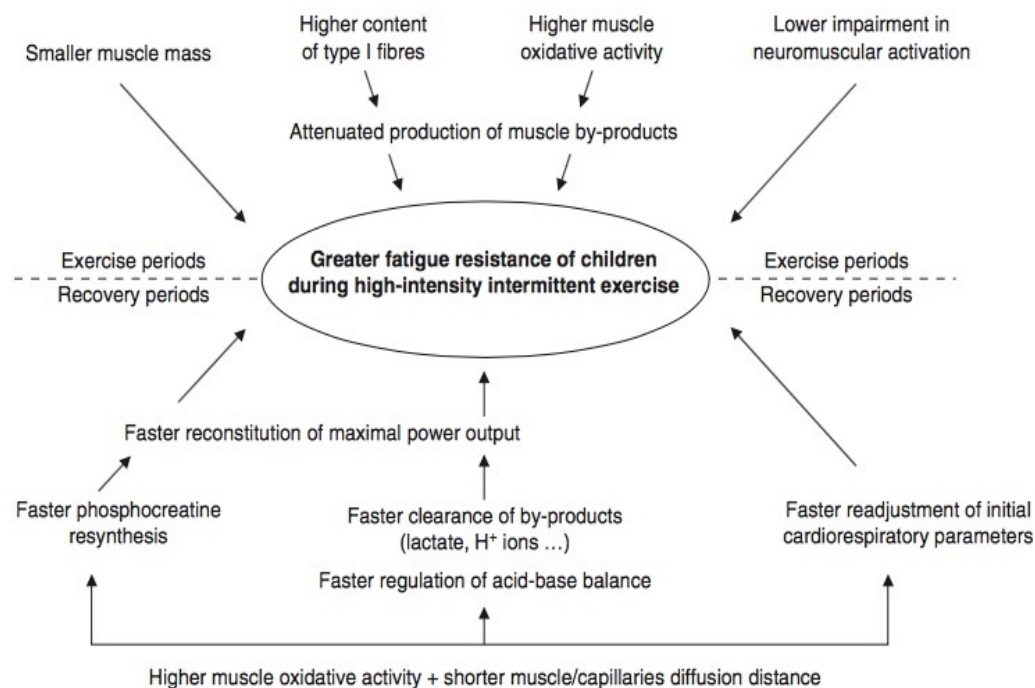 Smaller muscle mass
Higher content
of type I fibres
Higher muscle
oxidative activity
Lower impairment in
neuromuscular activation
Attenuated production of muscle by-products
Greater fatigue resistance of children
during high-intensity intermittent exercise
Exercise periods
Recovery periods
Exercise periods
Recovery periods
Faster reconstitution of maximal power output
Faster phosphocreatine
resynthesis
Faster clearance of by-products
(lactate, H⁺ ions ...)
Faster regulation of acid-base balance
Faster readjustment of initial
cardiorespiratory parameters
Higher muscle oxidative activity + shorter muscle/capillaries diffusion distance